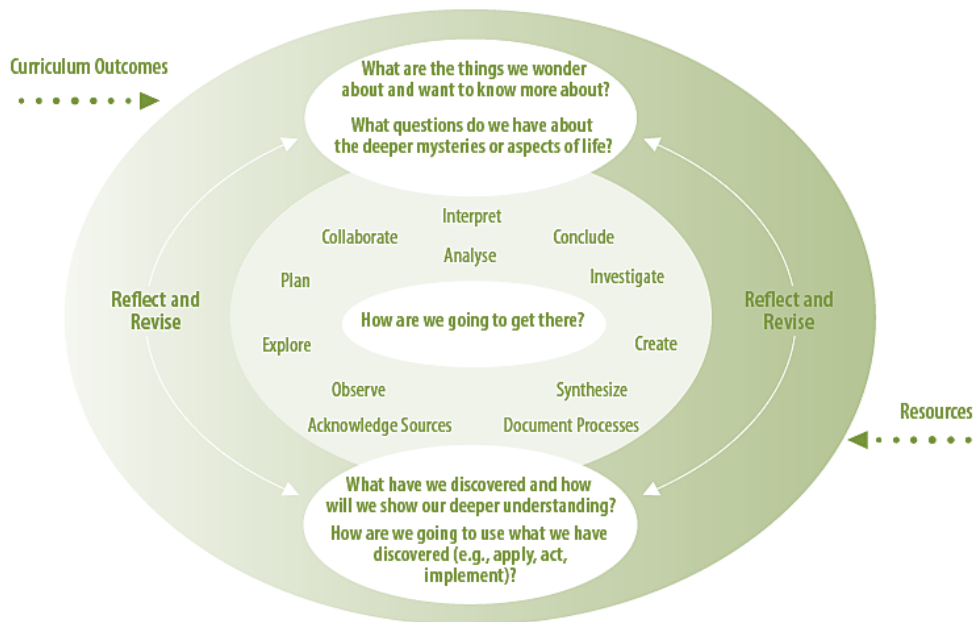 Curriculum Outcomes
What are the things we wonder
about and want to know more about?
What questions do we have about
the deeper mysteries or aspects of life?
Interpret
Collaborate
Conclude
Analyse
Plan
Investigate
Reflect and
Revise
How are we going to get there?
Reflect and
Revise
Explore
Create
Observe
Synthesize
Acknowledge Sources
Document Processes
Resources
What have we discovered and how
will we show our deeper understanding?
How are we going to use what we have
discovered (e.g., apply, act,
implement)?